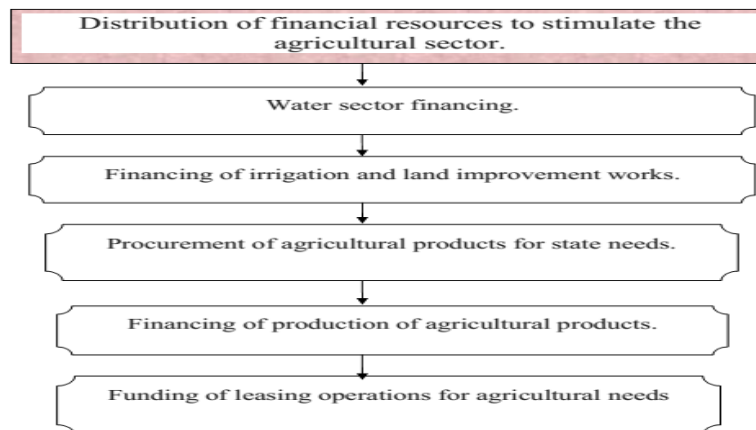 Distribution of financial resources to stimulate the
agricultural sector.
Water sector financing.
Financing of irrigation and land improvement works.
Procurement of agricultural products for state needs.
Financing of production of agricultural products.
Funding of leasing operations for agricultural needs